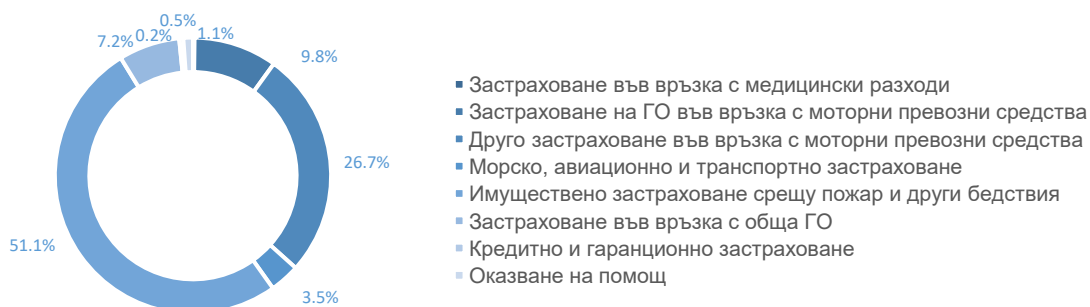 0.5%
7.2%
0.2%
1.1%
9.8%
26.7%
51.1%
3.5%
Застраховане във връзка с медицински разходи
Застраховане на ГО във връзка с моторни превозни средства
Друго застраховане във връзка с моторни превозни средства
Морско, авиационно и транспортно застраховане
Имуществено застраховане срещу пожар и други бедствия
Застраховане във връзка с обща ГО
Кредитно и гаранционно застраховане
Оказване на помощ